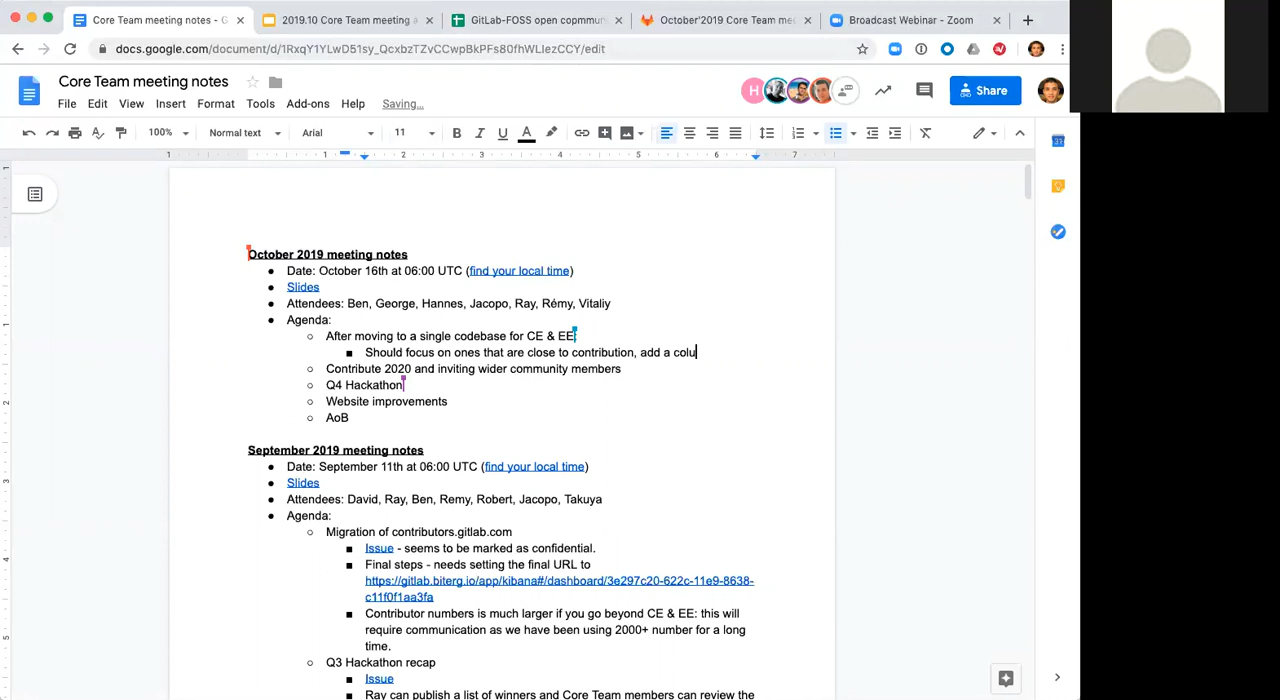 Core Team meeting notes - G
2019.10 Core Team meeting a
GitLab-FOSS open copmmun
October'2019 Core Team me
Broadcast Webinar - Zoom
docs.google.com/document/d/1RxqY1YLwD51sy_QcxbzTZvCCwpBkPFs80fhWLIezCCY/edit
Core Team meeting notes
File Edit View Insert Format Tools Add-ons Help Saving...
H
Share
100% Normal text Arial 11 B I U A
1 1 2 3 4 5 6 7
October 2019 meeting notes
● Date: October 16th at 06:00 UTC (find your local time)
● Slides
● Attendees: Ben, George, Hannes, Jacopo, Ray, Rémy, Vitaliy
● Agenda:
○ After moving to a single codebase for CE & EE:
■ Should focus on ones that are close to contribution, add a colu
○ Contribute 2020 and inviting wider community members
○ Q4 Hackathon
○ Website improvements
○ AoB
September 2019 meeting notes
● Date: September 11th at 06:00 UTC (find your local time)
● Slides
● Attendees: David, Ray, Ben, Remy, Robert, Jacopo, Takuya
● Agenda:
○ Migration of contributors.gitlab.com
■ Issue - seems to be marked as confidential.
■ Final steps - needs setting the final URL to
https://gitlab.biterg.io/app/kibana#/dashboard/3e297c20-622c-11e9-8638-
c11f0f1aa3fa
■ Contributor numbers is much larger if you go beyond CE & EE: this will
require communication as we have been using 2000+ number for a long
time.
○ Q3 Hackathon recap
■ Issue
■ Ray can publish a list of winners and Core Team members can review the